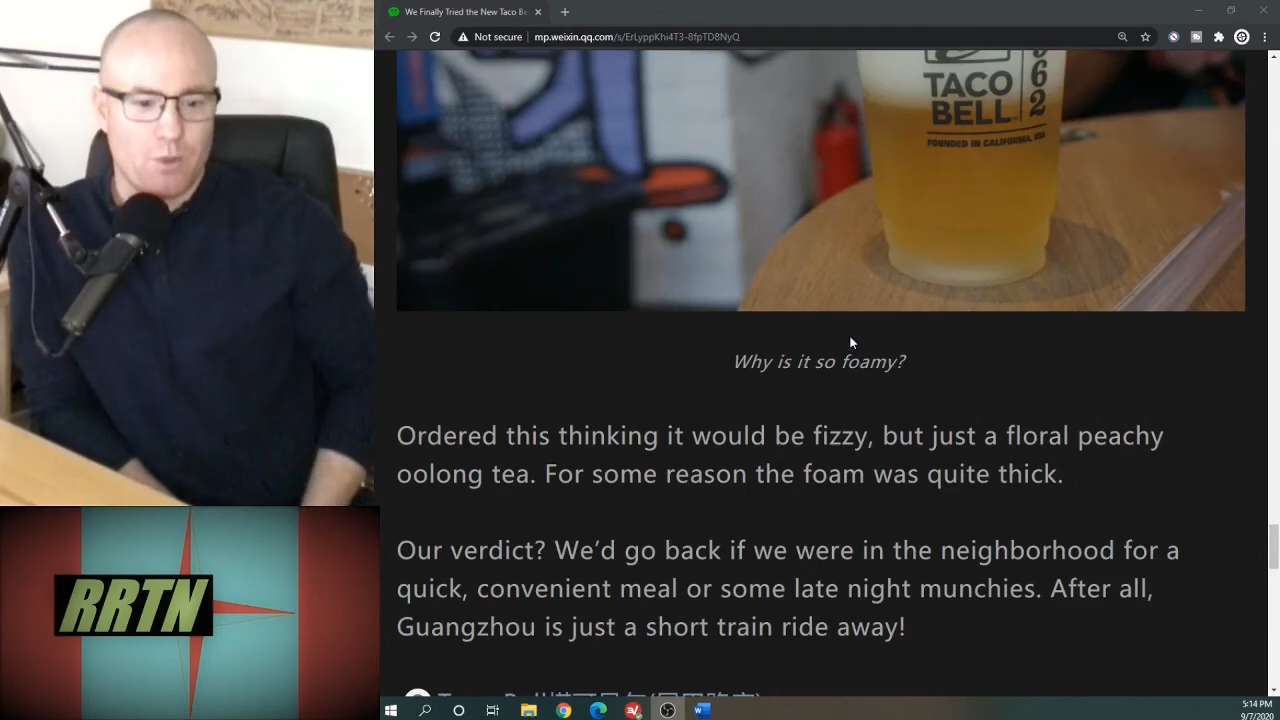 We Finally Tried the New Taco Be
Not secure
mp.weixin.qq.com/s/ErLyppKhi4T3-8fpTD8NyQ
962
TACO
BELL
FOUNDED IN CALIFORNIA, USA
Why is it so foamy?
Ordered this thinking it would be fizzy, but just a floral peachy
oolong tea. For some reason the foam was quite thick.
Our verdict? We’d go back if we were in the neighborhood for a
quick, convenient meal or some late night munchies. After all,
Guangzhou is just a short train ride away!
RRTN
5:14 PM
9/7/2020